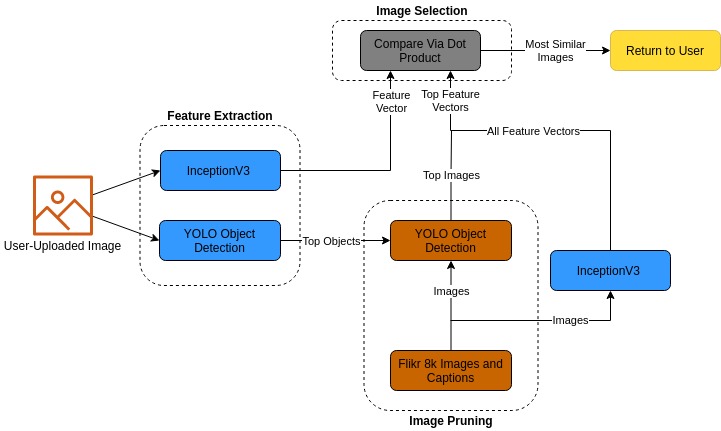 Image Selection
Compare Via Dot
Product
Most Similar
Images
Return to User
Feature
Vector
Top Feature
Vectors
Feature Extraction
All Feature Vectors
InceptionV3
Top Images
User-Uploaded Image
YOLO Object
Detection
Top Objects
YOLO Object
Detection
InceptionV3
Images
Images
Flikr 8k Images and
Captions
Image Pruning